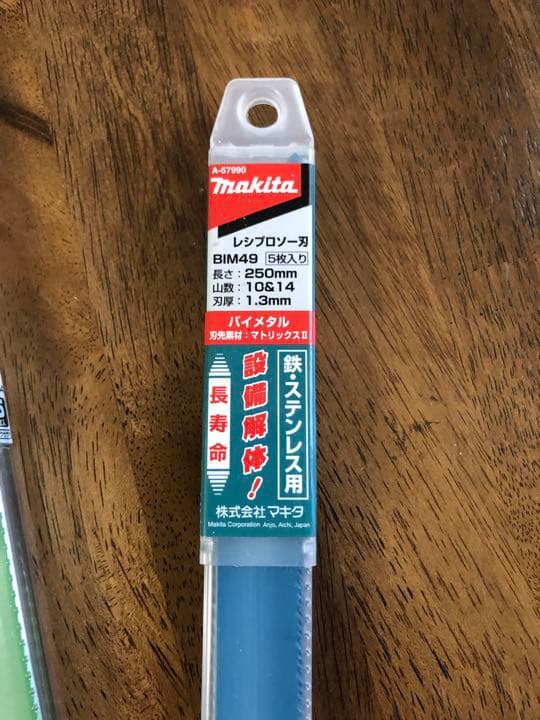 A-57990
makita
レシプロソー刃
BIM49 5枚入り
長さ：250mm
山数：10&14
刃厚：1.3mm
バイメタル
刃先素材：マトリックスⅡ
鉄・ステンレス用
設備解体！
長寿命
株式会社マキタ
Makita Corporation Anjo, Aichi, Japan